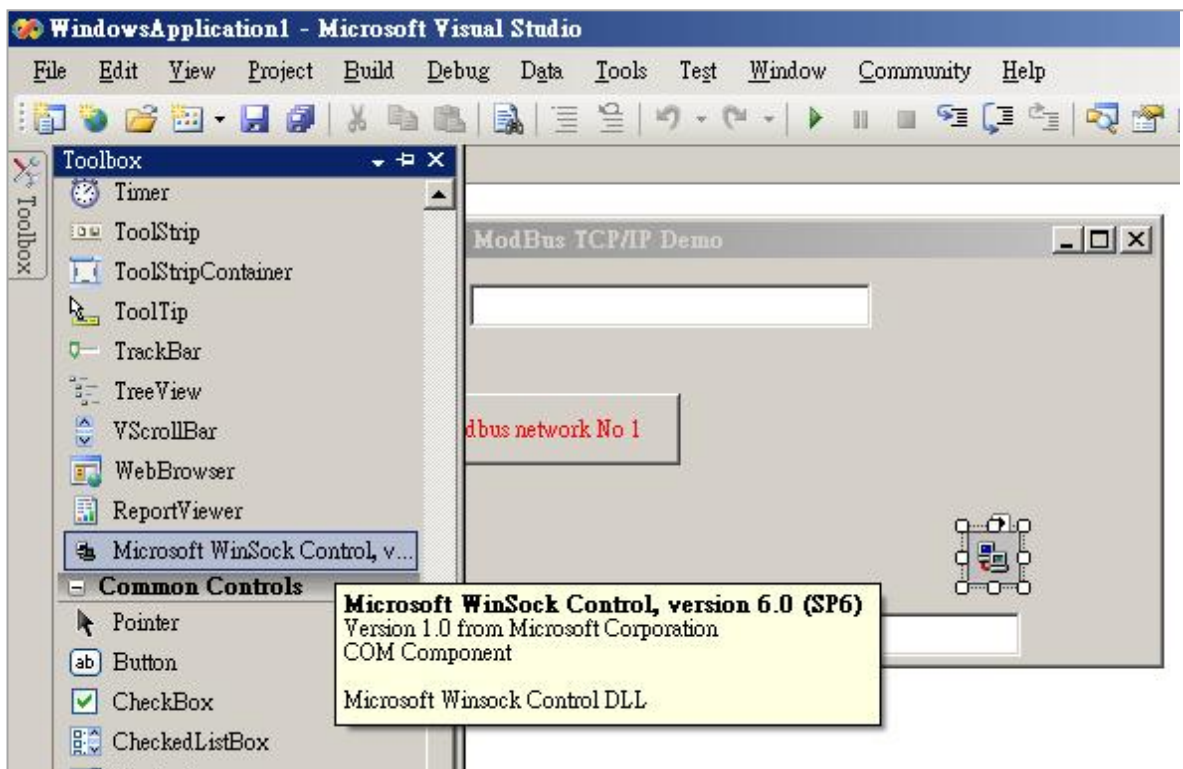 WindowsApplication1 - Microsoft Visual Studio
File Edit View Project Build Debug Data Tools Test Window Community Help
Toolbox
Toolbox
Timer
ToolStrip
ToolStripContainer
ToolTip
TrackBar
TreeView
VScrollBar
WebBrowser
ReportViewer
Microsoft WinSock Control, v...
Common Controls
Pointer
ab Button
CheckBox
CheckedListBox
ModBus TCP/IP Demo
dbus network No 1
Microsoft WinSock Control, version 6.0 (SP6)
Version 1.0 from Microsoft Corporation
COM Component
Microsoft Winsock Control DLL